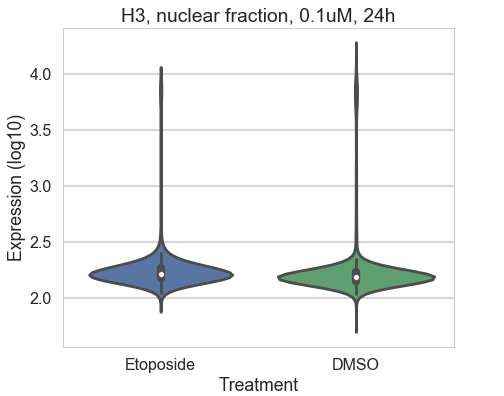 H3, nuclear fraction, 0.1uM, 24h
4.0
3.5
3.0
2.5
2.0
Expression (log10)
Etoposide DMSO
Treatment